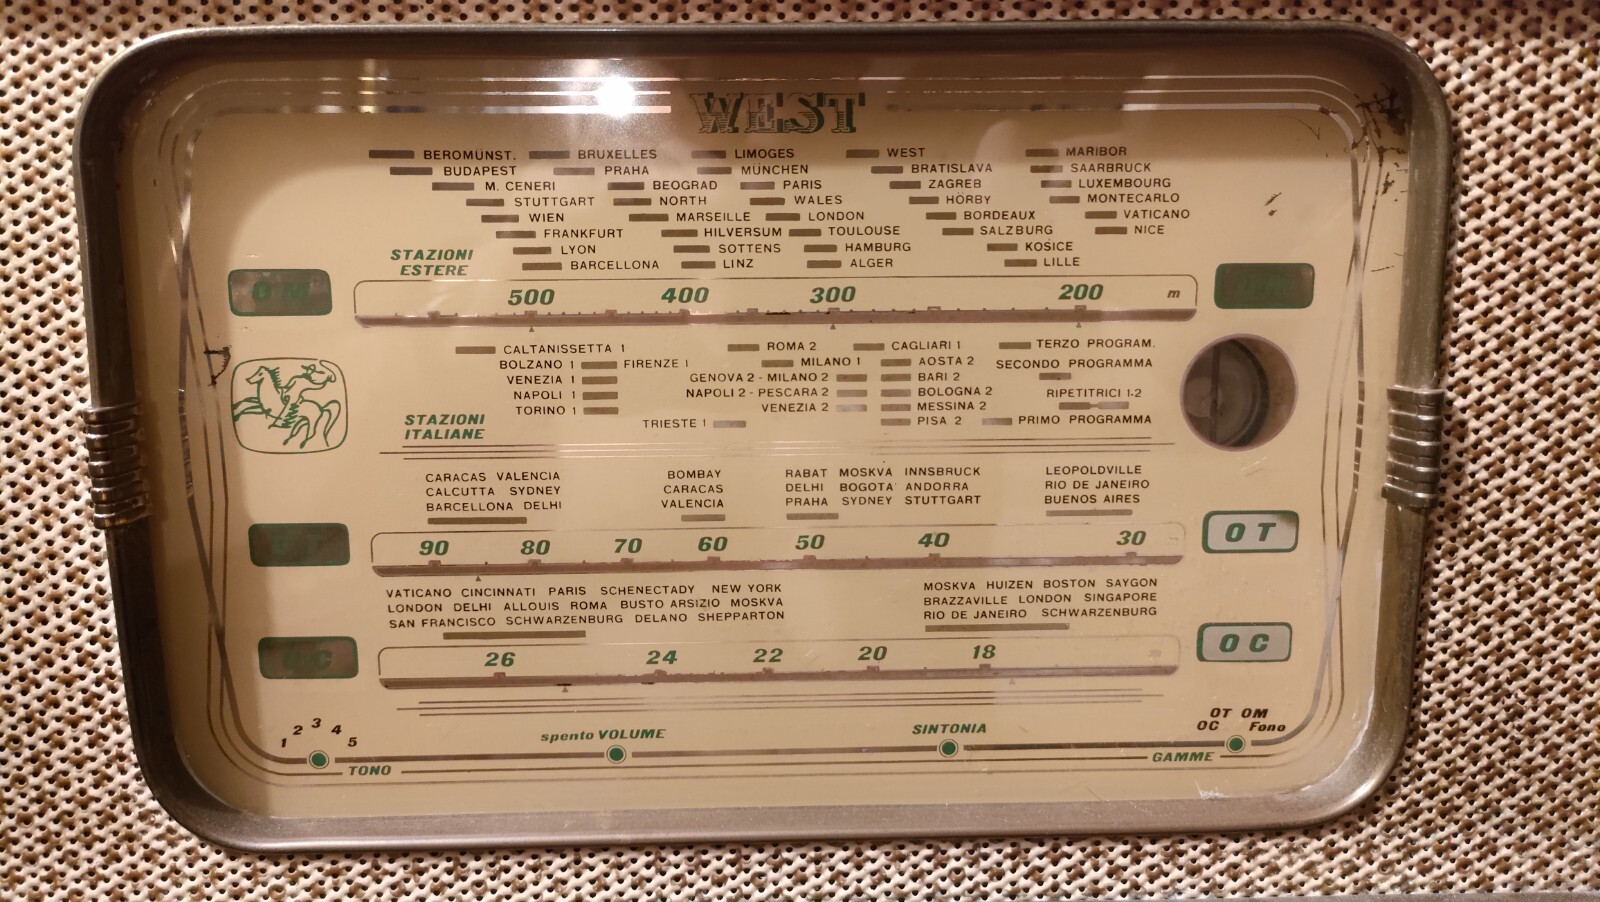 WEST
BEROMÜNST. BRUXELLES LIMOGES WEST MARIBOR
BUDAPEST PRAHA MÜNCHEN BRATISLAVA SAARBRUCK
M. CENERI BEOGRAD PARIS ZAGREB LUXEMBOURG
STUTTGART NORTH WALES HÖRBY MONTECARLO
WIEN MARSEILLE LONDON BORDEAUX VATICANO
FRANKFURT HILVERSUM TOULOUSE SALZBURG NICE
LYON SOTTENS HAMBURG KOSICE
BARCELLONA LINZ ALGER LILLE
STAZIONI
ESTERE
OM
500 400 300 200 m
CALTANISSETTA 1 ROMA 2 CAGLIARI 1 TERZO PROGRAM.
BOLZANO 1 FIRENZE 1 MILANO 1 AOSTA 2 SECONDO PROGRAMMA
VENEZIA 1 GENOVA 2 - MILANO 2 BARI 2
NAPOLI 1 NAPOLI 2 - PESCARA 2 BOLOGNA 2 RIPETITRICI 1-2
TORINO 1 VENEZIA 2 MESSINA 2
TRIESTE 1 PISA 2 PRIMO PROGRAMMA
STAZIONI
ITALIANE
CARACAS VALENCIA BOMBAY RABAT MOSKVA INNSBRUCK LEOPOLDVILLE
CALCUTTA SYDNEY CARACAS DELHI BOGOTA' ANDORRA RIO DE JANEIRO
BARCELLONA DELHI VALENCIA PRAHA SYDNEY STUTTGART BUENOS AIRES
OT 90 80 70 60 50 40 30 OT
VATICANO CINCINNATI PARIS SCHENECTADY NEW YORK MOSKVA HUIZEN BOSTON SAYGON
LONDON DELHI ALLOUIS ROMA BUSTO ARSIZIO MOSKVA BRAZZAVILLE LONDON SINGAPORE
SAN FRANCISCO SCHWARZENBURG DELANO SHEPPARTON RIO DE JANEIRO SCHWARZENBURG
OC 26 24 22 20 18 OC
1 2 3 4 5
TONO
spento VOLUME
SINTONIA
OT OM
OC Fono
GAMME